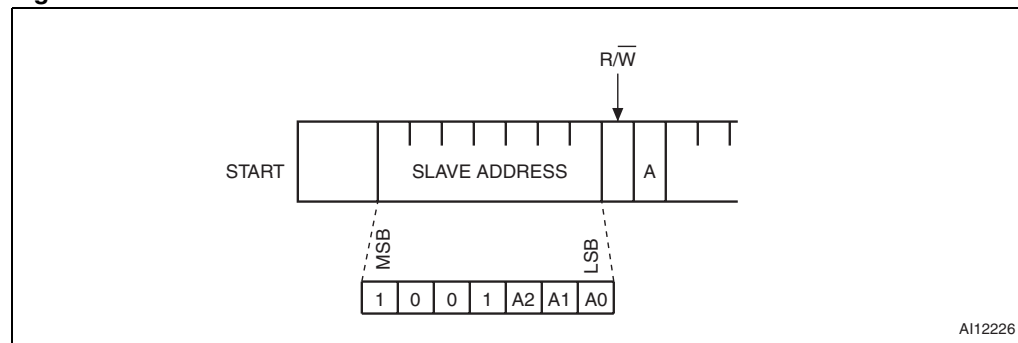 R/W̅
START
SLAVE ADDRESS
A
MSB
LSB
1 0 0 1 A2 A1 A0
AI12226